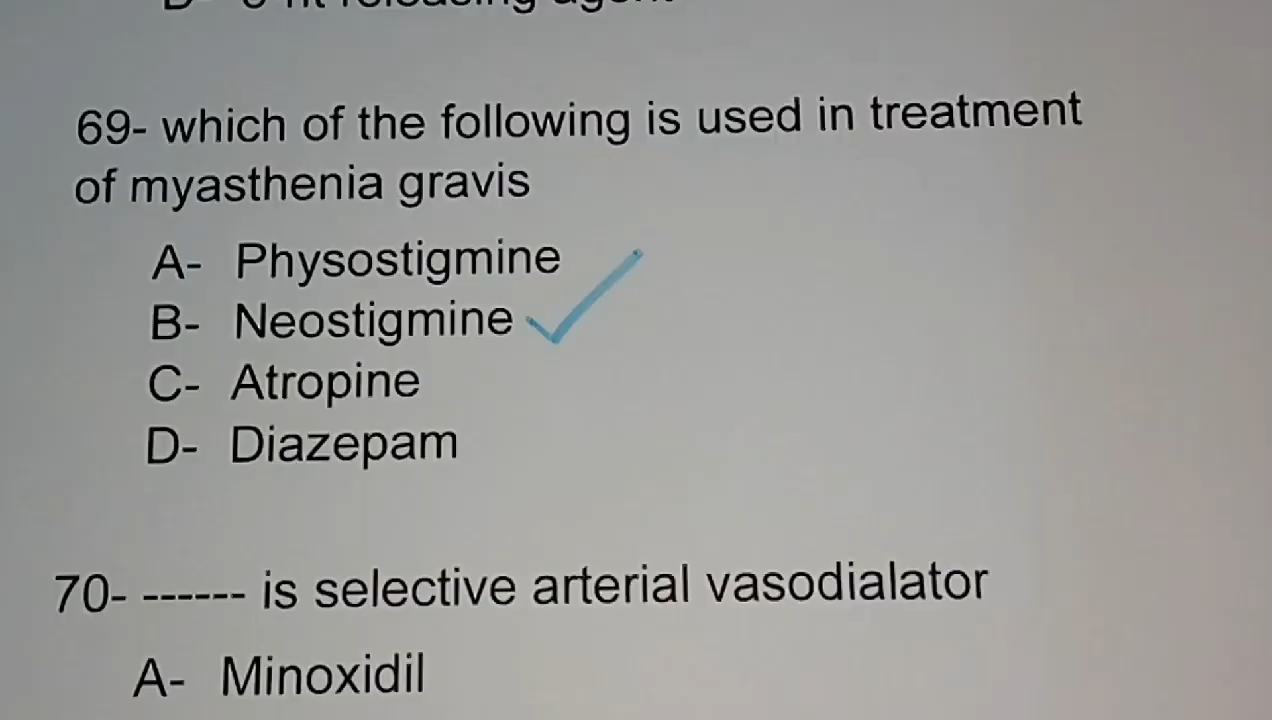 69- which of the following is used in treatment
of myasthenia gravis
A- Physostigmine
B- Neostigmine
C- Atropine
D- Diazepam
70- ------ is selective arterial vasodialator
A- Minoxidil